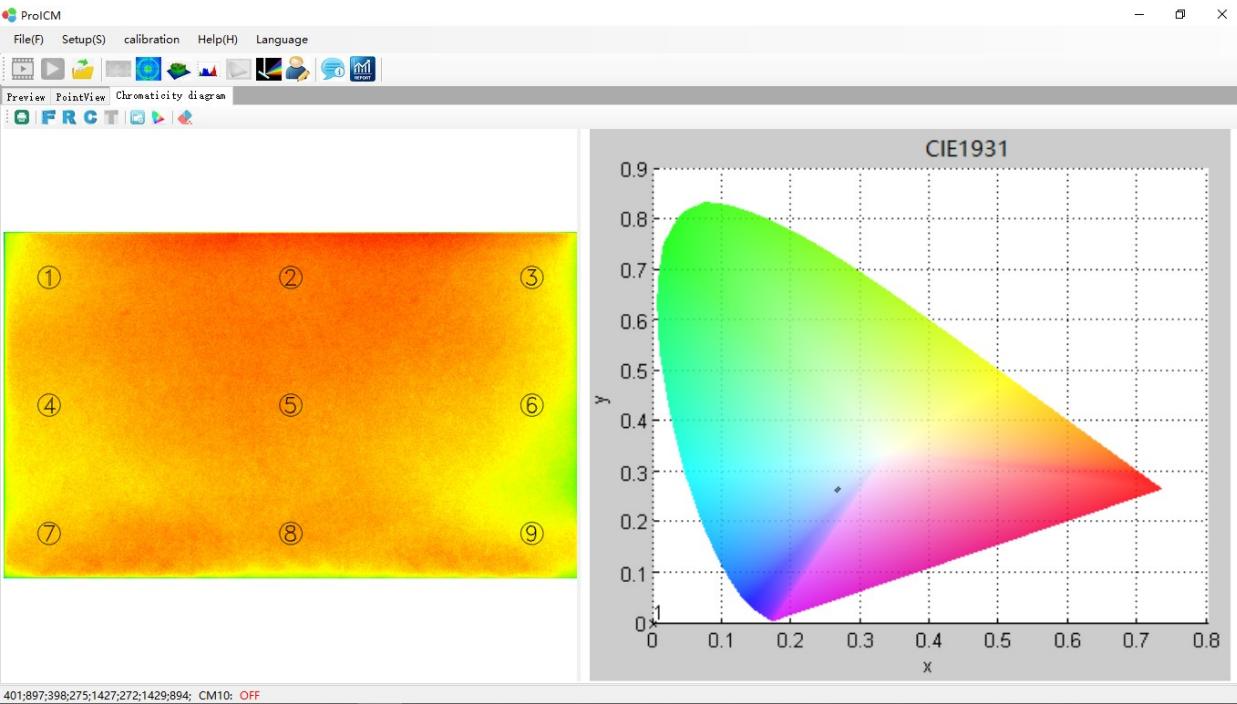 ProICM
File(F) Setup(S) calibration Help(H) Language
REPORT
Preview PointView Chromaticity diagram
F R C T
① ② ③
④ ⑤ ⑥
⑦ ⑧ ⑨
CIE1931
0.9
0.8
0.7
0.6
0.5
0.4
0.3
0.2
0.1
0
y
1
0 0.1 0.2 0.3 0.4 0.5 0.6 0.7 0.8
x
401;897;398;275;1427;272;1429;894; CM10: OFF